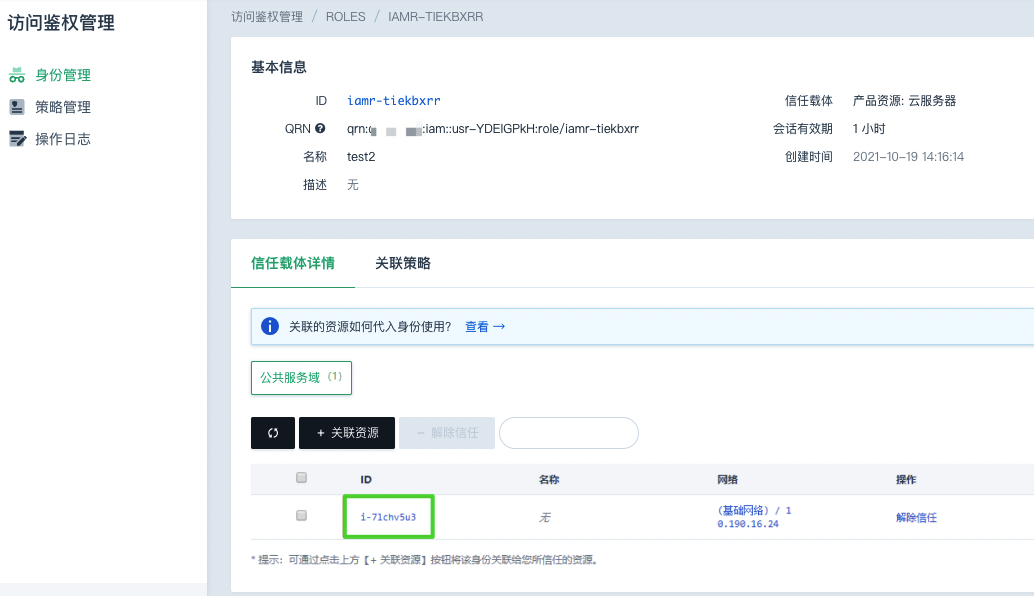 访问鉴权管理
身份管理
策略管理
操作日志
访问鉴权管理 / ROLES / IAMR-TIEKBXRR
基本信息
ID iamr-tiekbxrr
QRN qrn: :iam::usr-YDEIGPkH:role/iamr-tiekbxrr
名称 test2
描述 无
信任载体 产品资源: 云服务器
会话有效期 1 小时
创建时间 2021-10-19 14:16:14
信任载体详情 关联策略
关联的资源如何代入身份使用? 查看 →
公共服务域 (1)
+ 关联资源 − 解除信任
ID 名称 网络 操作
i-71chv5u3 无 (基础网络) / 1
0.190.16.24 解除信任
* 提示: 可通过点击上方【+ 关联资源】按钮将该身份关联给您所信任的资源。